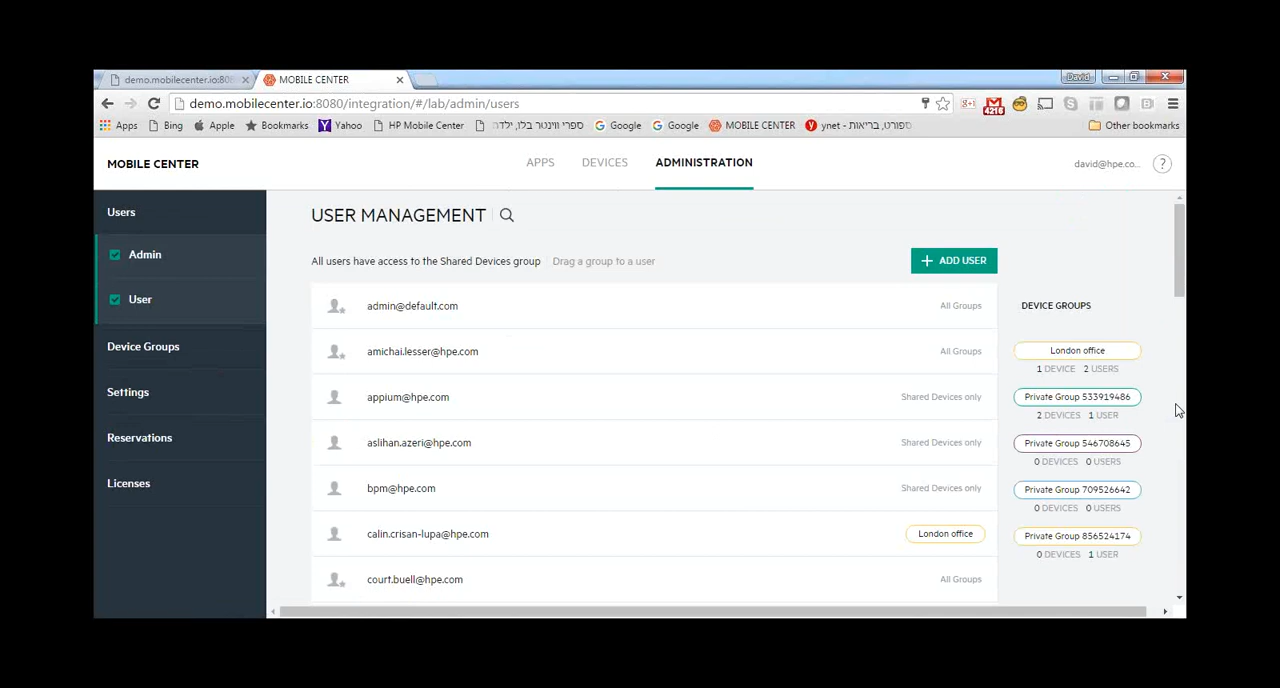 demo.mobilecenter.io:808
MOBILE CENTER
David
demo.mobilecenter.io:8080/integration/#/lab/admin/users
4216
Apps
Bing
Apple
Bookmarks
Yahoo
HP Mobile Center
ספרי ווינטר בלו, ילדה
Google
Google
MOBILE CENTER
ynet - ספורט, בריאות
Other bookmarks
MOBILE CENTER
APPS
DEVICES
ADMINISTRATION
david@hpe.co...
?
Users
Admin
User
Device Groups
Settings
Reservations
Licenses
USER MANAGEMENT
All users have access to the Shared Devices group
Drag a group to a user
+ ADD USER
admin@default.com All Groups
amichai.lesser@hpe.com All Groups
appium@hpe.com Shared Devices only
aslihan.azeri@hpe.com Shared Devices only
bpm@hpe.com Shared Devices only
calin.crisan-lupa@hpe.com London office
court.buell@hpe.com All Groups
DEVICE GROUPS
London office
1 DEVICE 2 USERS
Private Group 533919486
2 DEVICES 1 USER
Private Group 546708645
0 DEVICES 0 USERS
Private Group 709526642
0 DEVICES 0 USERS
Private Group 856524174
0 DEVICES 1 USER